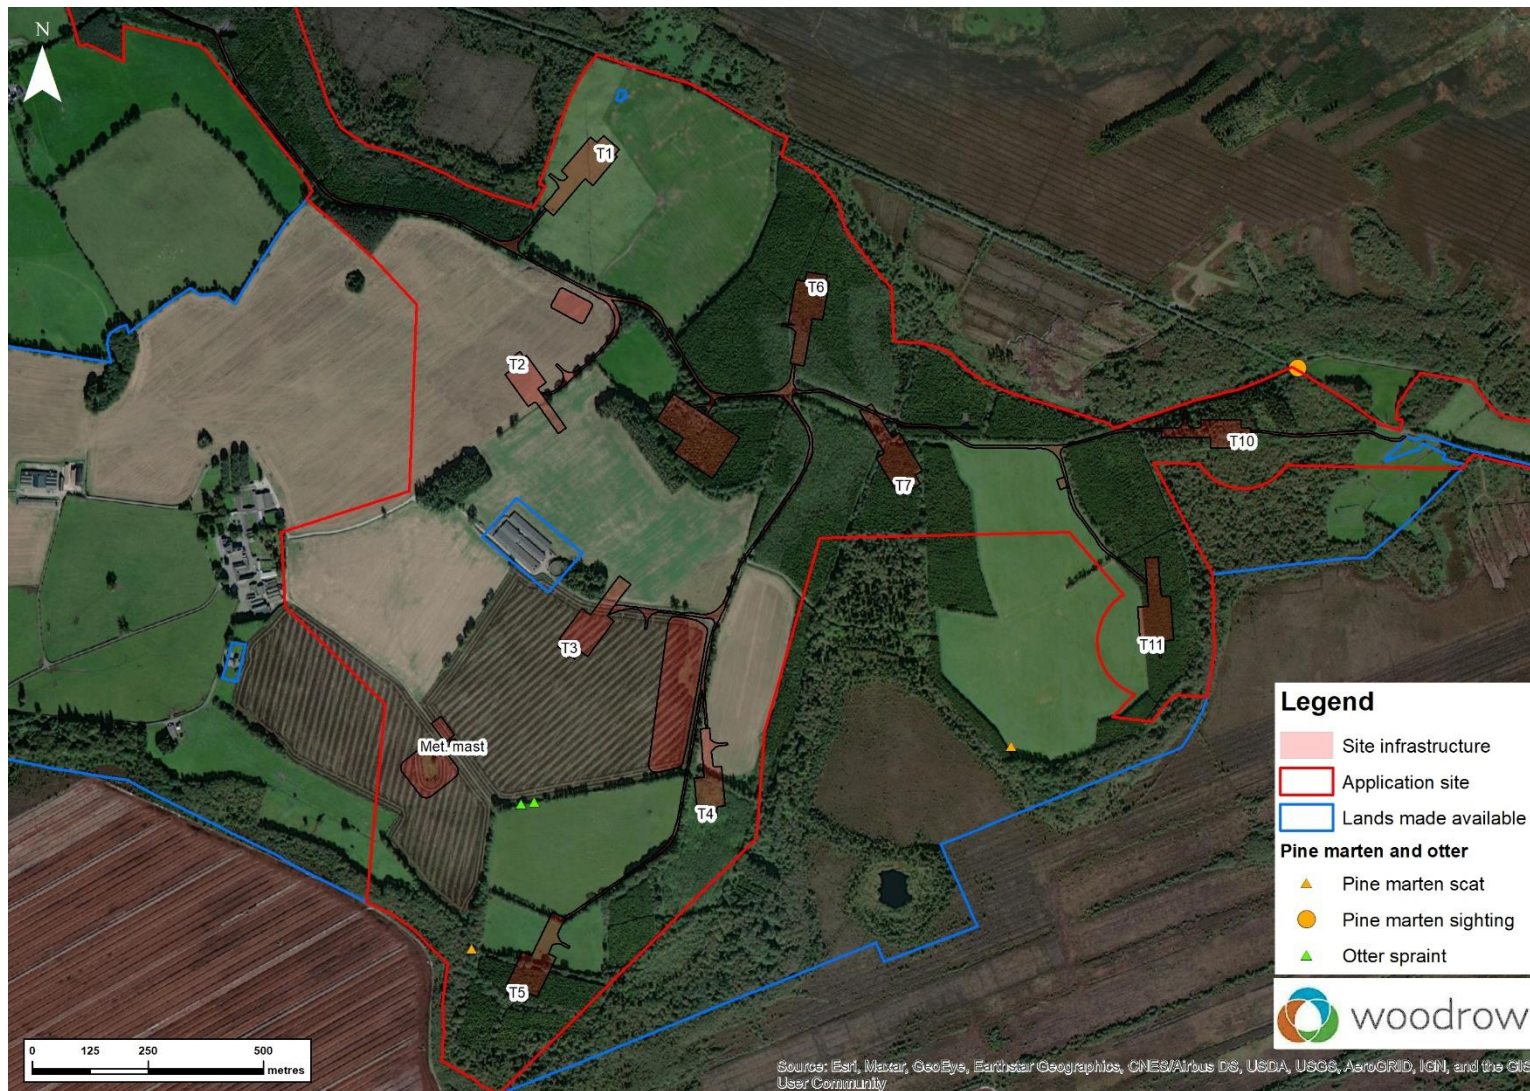 N
T1
T6
T2
T10
T7
T3
T11
Met. mast
T4
T5
Legend
Site infrastructure
Application site
Lands made available
Pine marten and otter
Pine marten scat
Pine marten sighting
Otter spraint
woodrow
0 125 250 500
metres
Source: Esri, Maxar, GeoEye, Earthstar Geographics, CNES/Airbus DS, USDA, USGS, AeroGRID, IGN, and the GIS
User Community